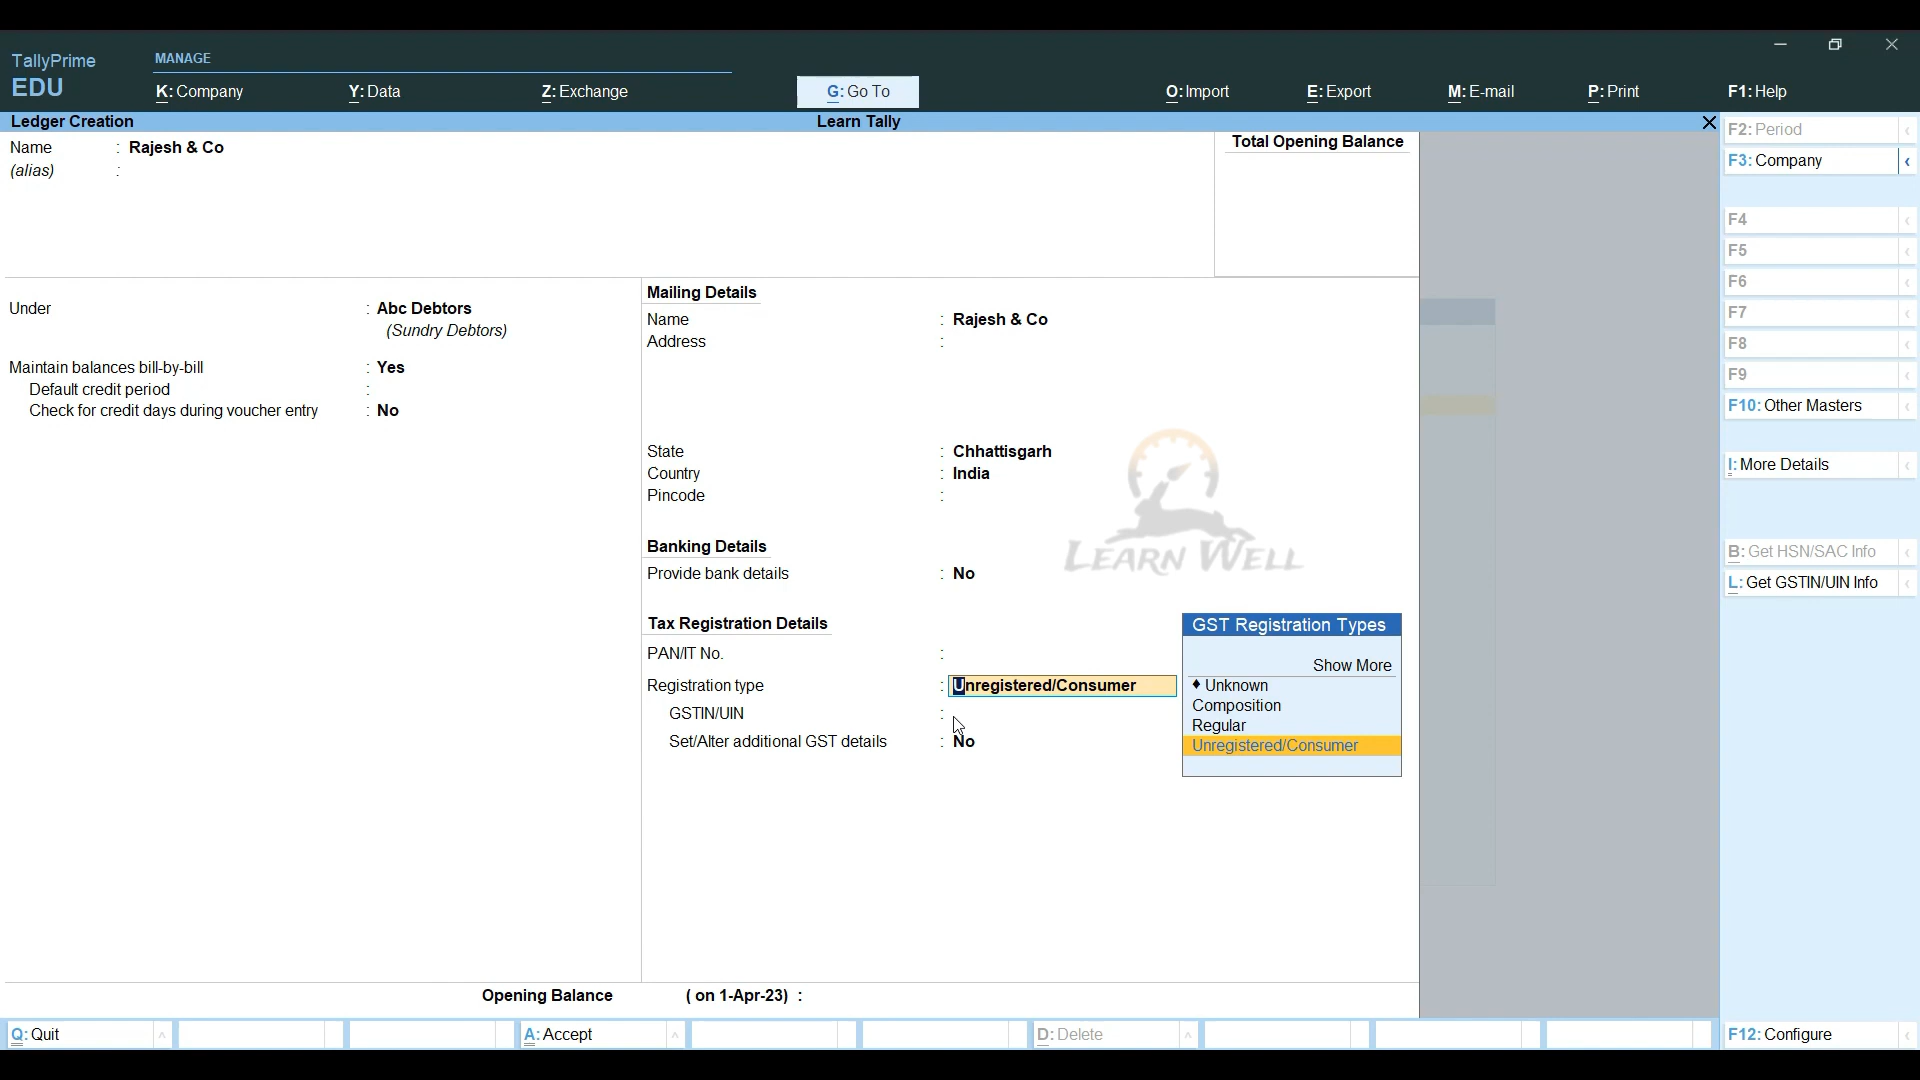 MANAGE
TallyPrime
EDU
K: Company
Y: Data
Z: Exchange
G: Go To
O: Import
E: Export
M: E-mail
P: Print
F1: Help
Ledger Creation
Learn Tally
Name : Rajesh & Co
(alias) :
Total Opening Balance
Under : Abc Debtors
(Sundry Debtors)
Maintain balances bill-by-bill : Yes
Default credit period :
Check for credit days during voucher entry : No
Mailing Details
Name : Rajesh & Co
Address :
State : Chhattisgarh
Country : India
Pincode :
Banking Details
Provide bank details : No
Tax Registration Details
PAN/IT No. :
Registration type : Unregistered/Consumer
GSTIN/UIN :
Set/Alter additional GST details : No
LEARN WELL
GST Registration Types
Show More
♦ Unknown
Composition
Regular
Unregistered/Consumer
Opening Balance ( on 1-Apr-23) :
F2: Period
F3: Company
F4
F5
F6
F7
F8
F9
F10: Other Masters
I: More Details
B: Get HSN/SAC Info
L: Get GSTIN/UIN Info
Q: Quit
A: Accept
D: Delete
F12: Configure